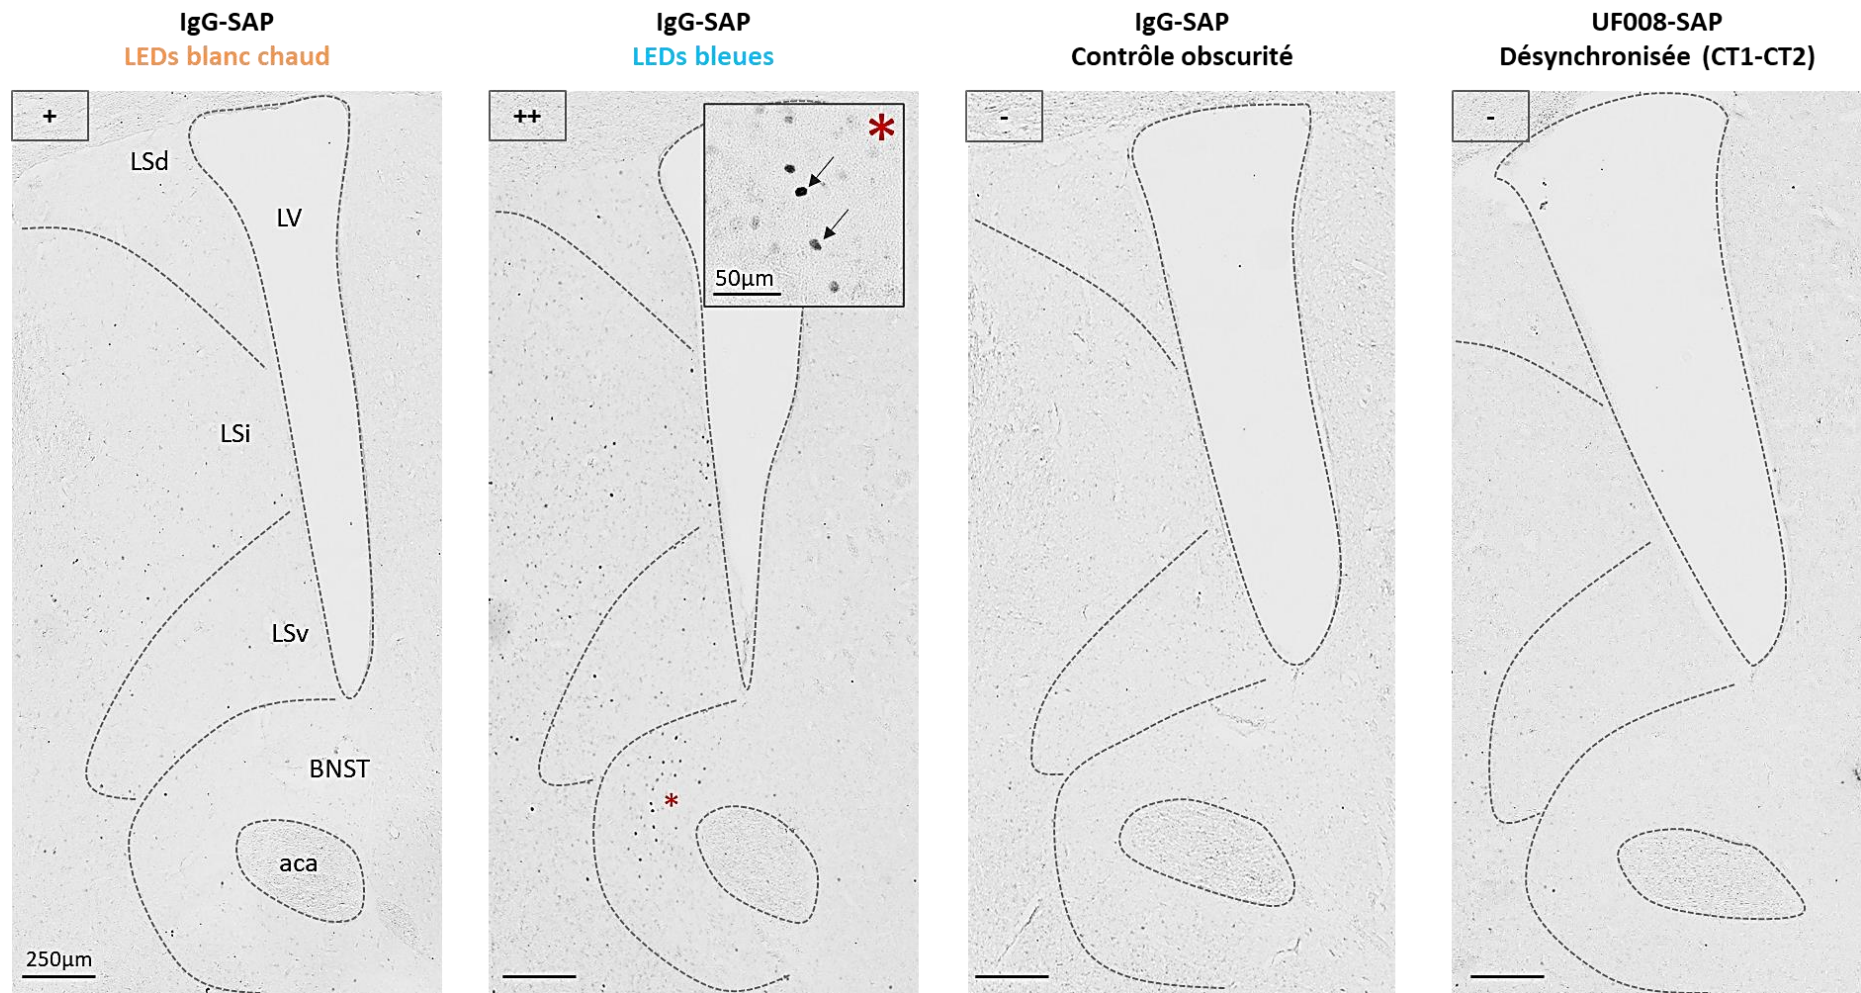 IgG-SAP
LEDs blanc chaud
IgG-SAP
LEDs bleues
IgG-SAP
Contrôle obscurité
UF008-SAP
Désynchronisée (CT1-CT2)
+
LSd
LV
LSi
LSv
BNST
aca
250µm
++
*
50µm
*
-
-